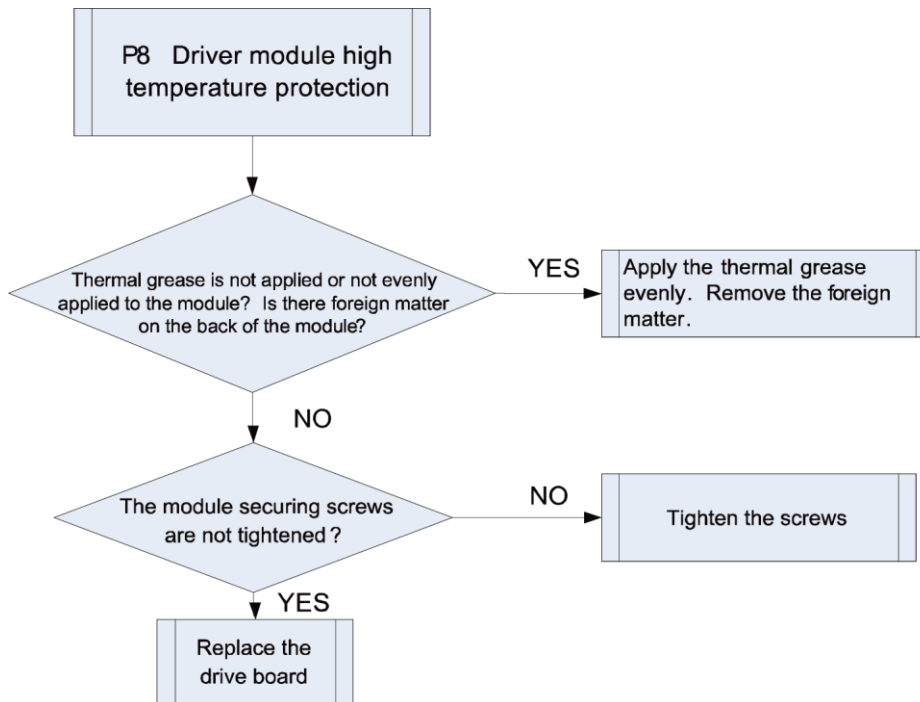 P8 Driver module high
temperature protection
Thermal grease is not applied or not evenly
applied to the module? Is there foreign matter
on the back of the module?
YES
Apply the thermal grease
evenly. Remove the foreign
matter.
NO
The module securing screws
are not tightened?
NO
Tighten the screws
YES
Replace the
drive board